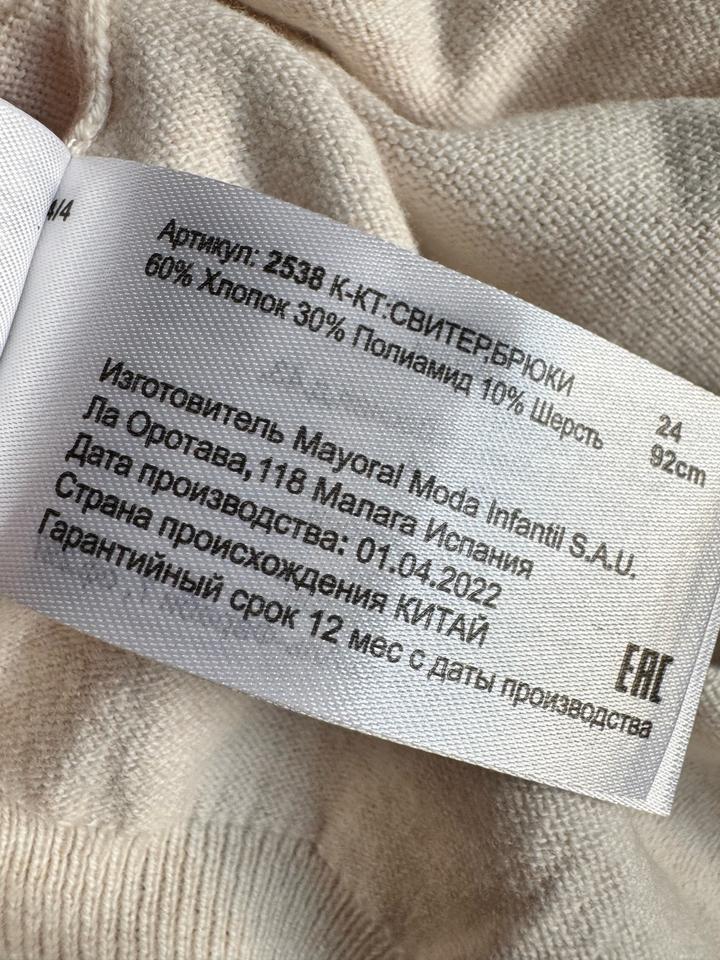 4/4
Артикул: 2538 К-КТ:СВИТЕР,БРЮКИ
60% Хлопок 30% Полиамид 10% Шерсть
24
92cm
Изготовитель Mayoral Moda Infantil S.A.U.
Ла Оротава,118 Малага Испания
Дата производства: 01.04.2022
Страна происхождения КИТАЙ
Гарантийный срок 12 мес с даты производства
EAC